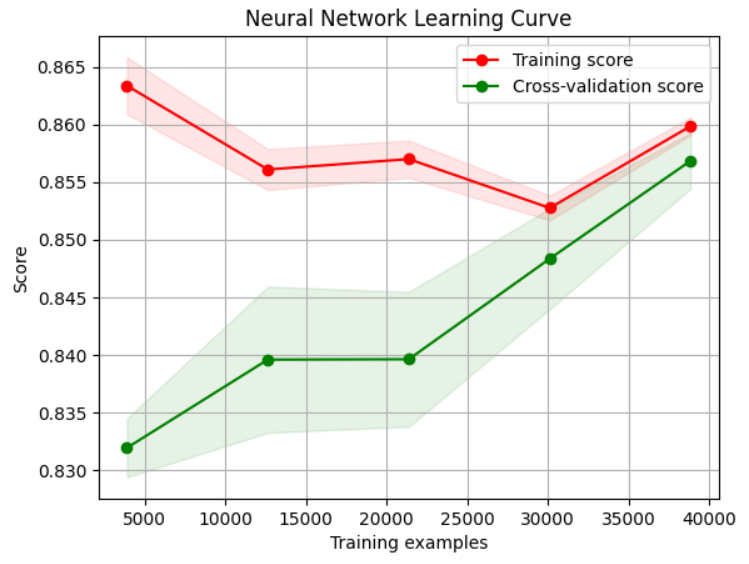 Neural Network Learning Curve
Training score
Cross-validation score
0.865
0.860
0.855
0.850
0.845
0.840
0.835
0.830
Score
5000 10000 15000 20000 25000 30000 35000 40000
Training examples